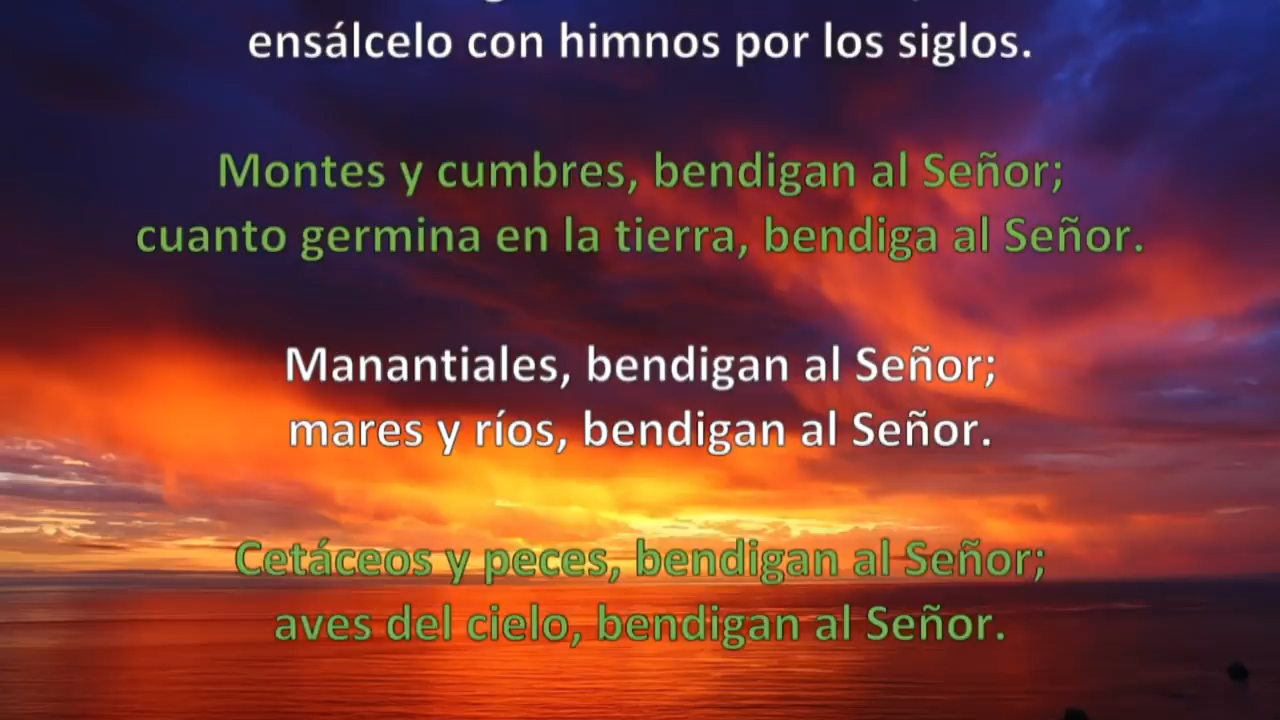 ensálcelo con himnos por los siglos.
Montes y cumbres, bendigan al Señor;
cuanto germina en la tierra, bendiga al Señor.
Manantiales, bendigan al Señor;
mares y ríos, bendigan al Señor.
Cetáceos y peces, bendigan al Señor;
aves del cielo, bendigan al Señor.